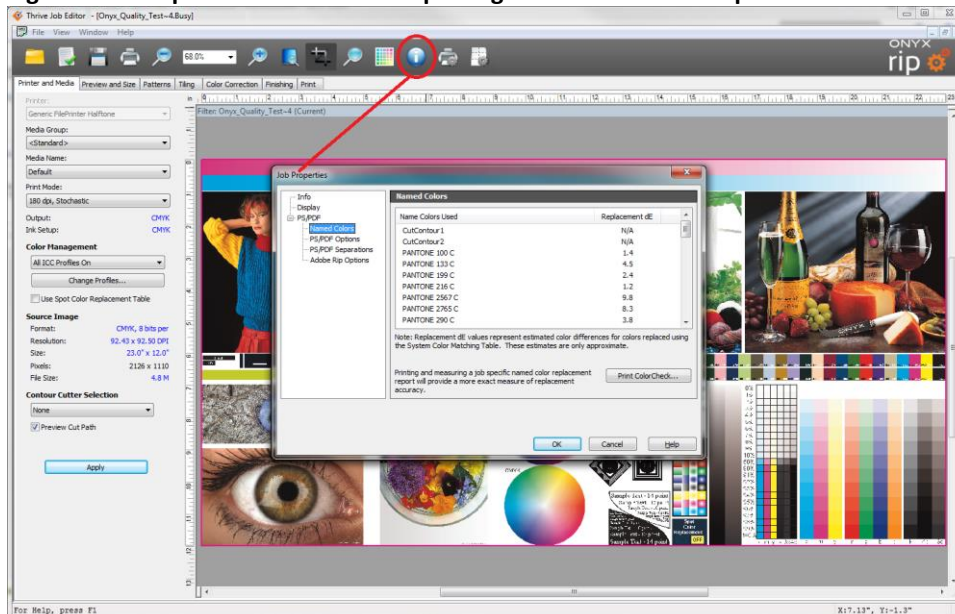 Thrive Job Editor - [Onyx_Quality_Test~4.Busy]
File View Window Help
68.0%
ONYX
rip
Printer and Media Preview and Size Patterns Tiling Color Correction Finishing Print
Printer:
Generic FilePrinter Halftone
Media Group:
<Standard>
Media Name:
Default
Print Mode:
180 dpi, Stochastic
Output: CMYK
Ink Setup: CMYK
Color Management
All ICC Profiles On
Change Profiles...
Use Spot Color Replacement Table
Source Image
Format: CMYK, 8 bits per
Resolution: 92.43 x 92.50 DPI
Size: 23.0" x 12.0"
Pixels: 2126 x 1110
File Size: 4.8 M
Contour Cutter Selection
None
Preview Cut Path
Apply
Filter: Onyx_Quality_Test~4 (Current)
Job Properties
Info
Display
PS/PDF
Named Colors
PS/PDF Options
PS/PDF Separations
Adobe Rip Options
Named Colors
Name Colors Used Replacement dE
CutContour1 N/A
CutContour2 N/A
PANTONE 100 C 1.4
PANTONE 133 C 4.5
PANTONE 199 C 2.4
PANTONE 216 C 1.2
PANTONE 2567 C 9.8
PANTONE 2765 C 8.3
PANTONE 290 C 3.8
Note: Replacement dE values represent estimated color differences for colors replaced using
the System Color Matching Table. These estimates are only approximate.
Printing and measuring a job specific named color replacement
report will provide a more exact measure of replacement
accuracy.
Print ColorCheck...
OK Cancel Help
Sample Text - 14 point
Spot
Color
Replacement
OFF
For Help, press F1
X:7.13", Y:-1.3"